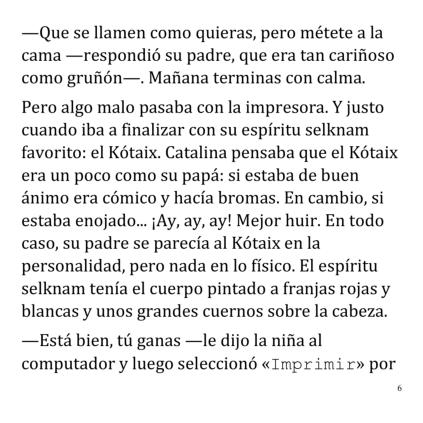 —Que se llamen como quieras, pero métete a la
cama —respondió su padre, que era tan cariñoso
como gruñón—. Mañana terminas con calma.
Pero algo malo pasaba con la impresora. Y justo
cuando iba a finalizar con su espíritu selknam
favorito: el Kótaix. Catalina pensaba que el Kótaix
era un poco como su papá: si estaba de buen
ánimo era cómico y hacía bromas. En cambio, si
estaba enojado... ¡Ay, ay, ay! Mejor huir. En todo
caso, su padre se parecía al Kótaix en la
personalidad, pero nada en lo físico. El espíritu
selknam tenía el cuerpo pintado a franjas rojas y
blancas y unos grandes cuernos sobre la cabeza.
—Está bien, tú ganas —le dijo la niña al
computador y luego seleccionó «Imprimir» por
6